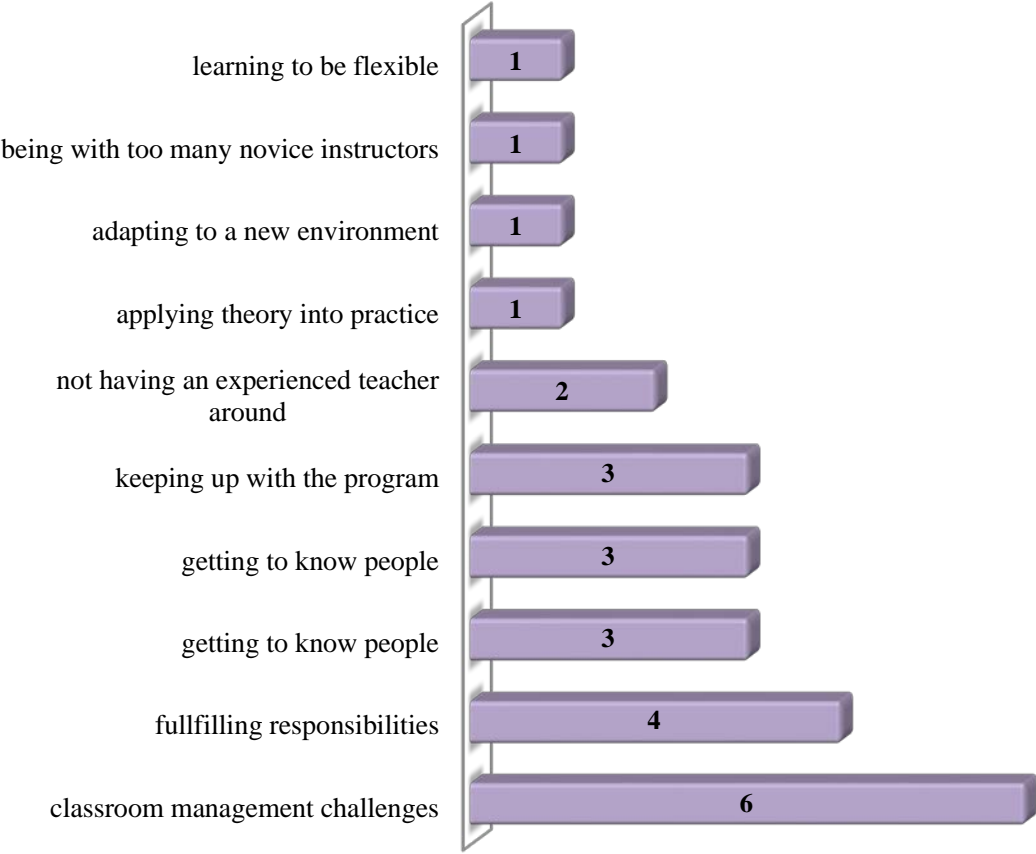 learning to be flexible
1
being with too many novice instructors
1
adapting to a new environment
1
applying theory into practice
1
not having an experienced teacher
around
2
keeping up with the program
3
getting to know people
3
getting to know people
3
fullfilling responsibilities
4
classroom management challenges
6